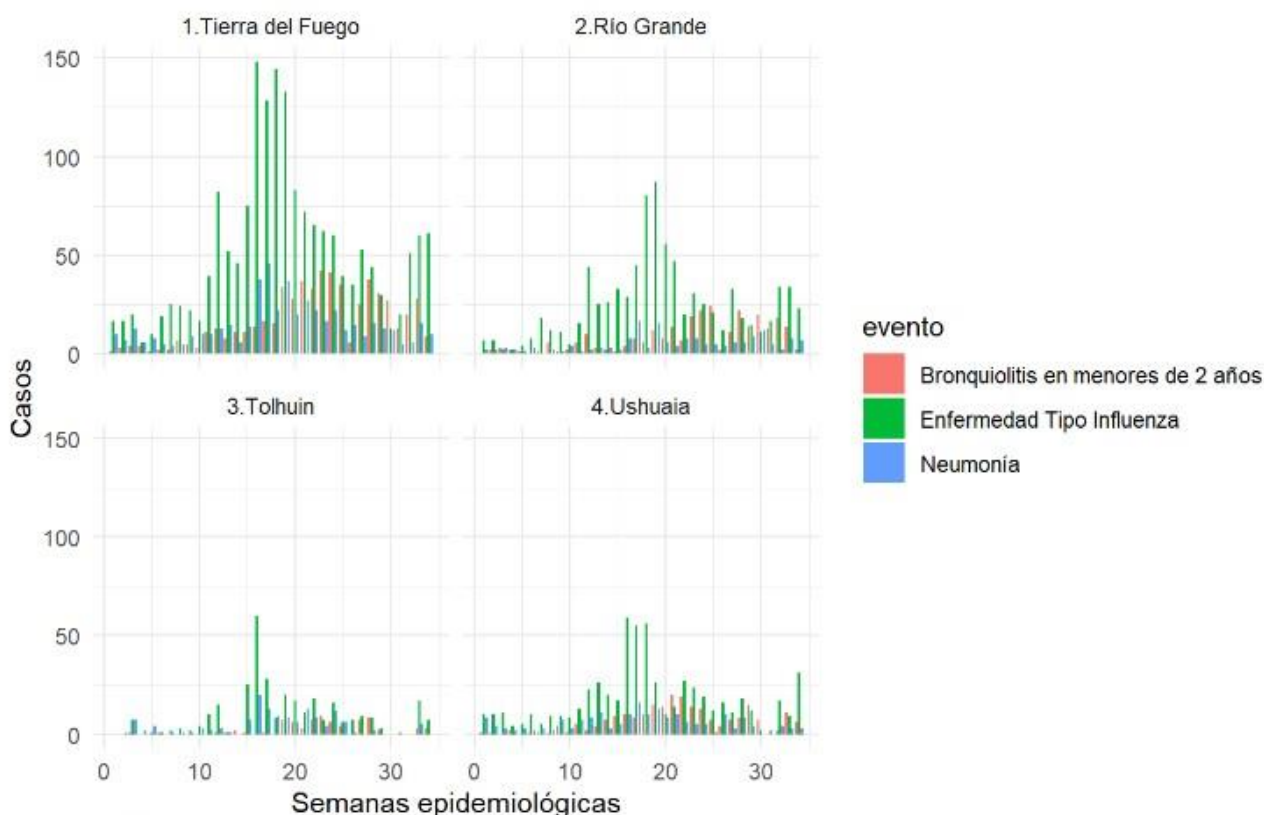 1.Tierra del Fuego
2.Río Grande
150
100
50
0
3.Tolhuin
4.Ushuaia
150
100
50
0
0 10 20 30
0 10 20 30
Casos
Semanas epidemiológicas
evento
Bronquiolitis en menores de 2 años
Enfermedad Tipo Influenza
Neumonía